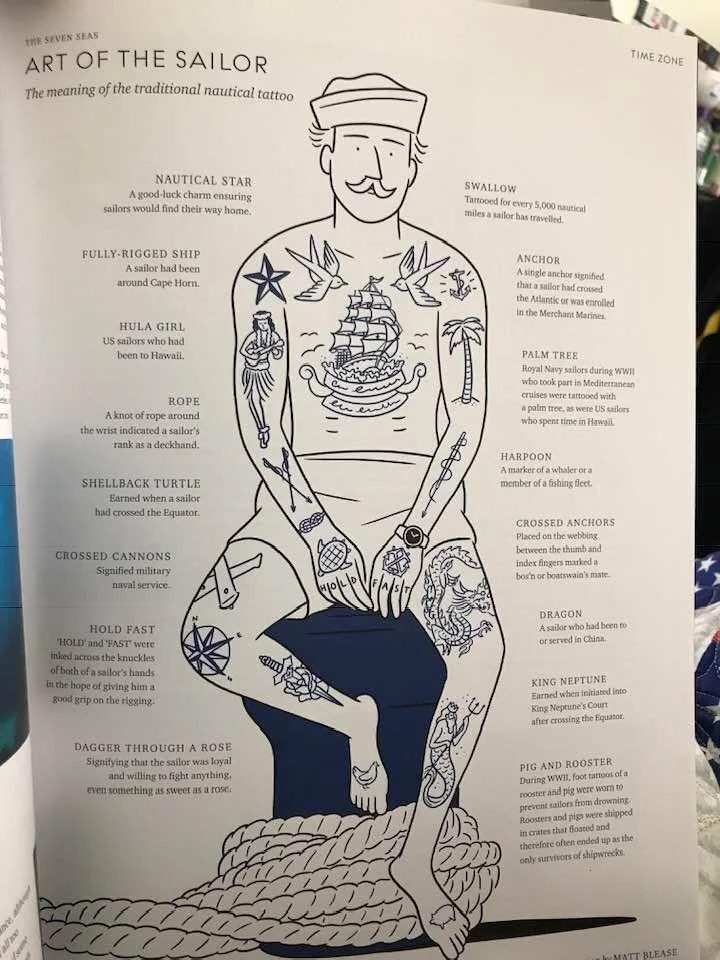 THE SEVEN SEAS
ART OF THE SAILOR
The meaning of the traditional nautical tattoo
TIME ZONE
NAUTICAL STAR
A good-luck charm ensuring
sailors would find their way home.
FULLY-RIGGED SHIP
A sailor had been
around Cape Horn.
HULA GIRL
US sailors who had
been to Hawaii.
ROPE
A knot of rope around
the wrist indicated a sailor's
rank as a deckhand.
SHELLBACK TURTLE
Earned when a sailor
had crossed the Equator.
CROSSED CANNONS
Signified military
naval service.
HOLD FAST
'HOLD' and 'FAST' were
inked across the knuckles
of both of a sailor's hands
in the hope of giving him a
good grip on the rigging.
DAGGER THROUGH A ROSE
Signifying that the sailor was loyal
and willing to fight anything,
even something as sweet as a rose.
SWALLOW
Tattooed for every 5,000 nautical
miles a sailor has travelled.
ANCHOR
A single anchor signified
that a sailor had crossed
the Atlantic or was enrolled
in the Merchant Marines.
PALM TREE
Royal Navy sailors during WWII
who took part in Mediterranean
cruises were tattooed with
a palm tree, as were US sailors
who spent time in Hawaii.
HARPOON
A marker of a whaler or a
member of a fishing fleet.
CROSSED ANCHORS
Placed on the webbing
between the thumb and
index fingers marked a
bos'n or boatswain's mate.
DRAGON
A sailor who had been to
or served in China.
KING NEPTUNE
Earned when initiated into
King Neptune's Court
after crossing the Equator.
PIG AND ROOSTER
During WWII, foot tattoos of a
rooster and pig were worn to
prevent sailors from drowning.
Roosters and pigs were shipped
in crates that floated and
therefore often ended up as the
only survivors of shipwrecks.
HOLD FAST
N
E
by MATT BLEASE